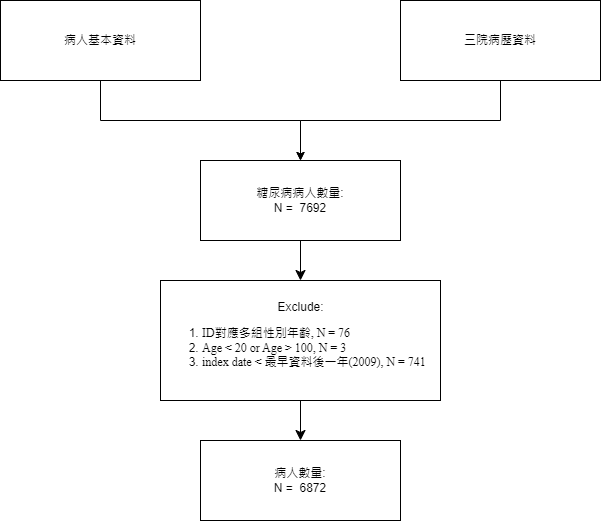 病人基本資料
三院病歷資料
糖尿病病人數量:
N = 7692
Exclude:
1. ID對應多組性別年齡, N = 76
2. Age < 20 or Age > 100, N = 3
3. index date < 最早資料後一年(2009), N = 741
病人數量:
N = 6872